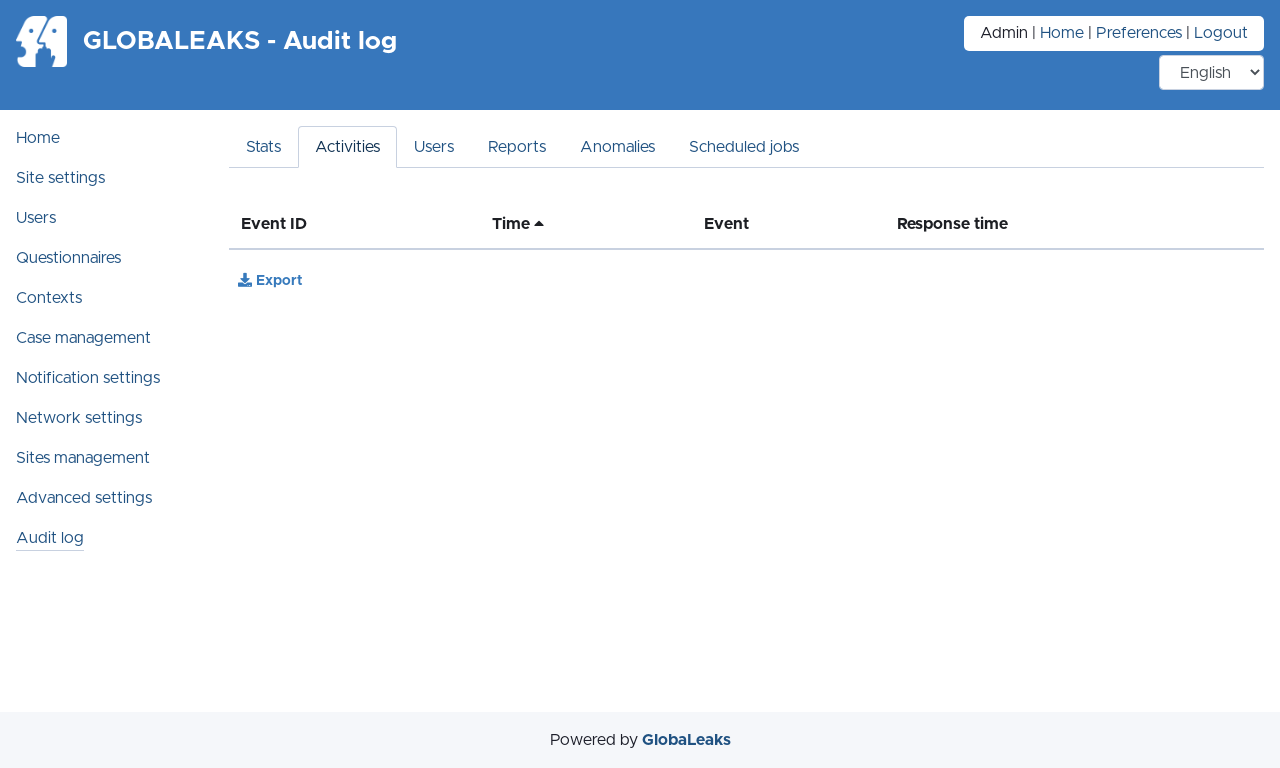 GLOBALEAKS - Audit log
Admin | Home | Preferences | Logout
English
Home
Site settings
Users
Questionnaires
Contexts
Case management
Notification settings
Network settings
Sites management
Advanced settings
Audit log
Stats Activities Users Reports Anomalies Scheduled jobs
Event ID Time Event Response time
Export
Powered by GlobaLeaks